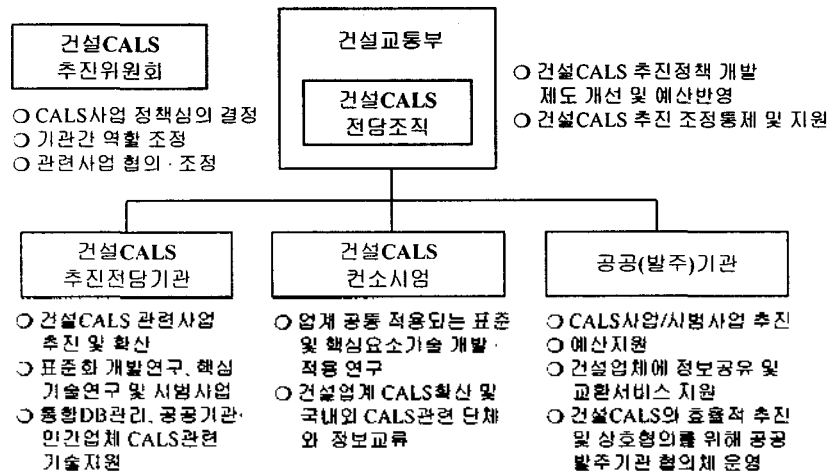 건설CALS
추진위원회
○ CALS사업 정책심의 결정
○ 기관간 역할 조정
○ 관련사업 협의·조정
건설교통부
건설CALS
전담조직
○ 건설CALS 추진정책 개발
제도 개선 및 예산반영
○ 건설CALS 추진 조정통제 및 지원
건설CALS
추진전담기관
○ 건설CALS 관련사업
추진 및 확산
○ 표준화 개발연구, 핵심
기술연구 및 시범사업
○ 통합DB관리, 공공기관·
민간업체 CALS관련
기술지원
건설CALS
컨소시엄
○ 업계 공통 적용되는 표준
및 핵심요소기술 개발·
적용 연구
○ 건설업계 CALS확산 및
국내외 CALS관련 단체
와 정보교류
공공(발주)기관
○ CALS사업/시범사업 추진
○ 예산지원
○ 건설업체에 정보공유 및
교환서비스 지원
○ 건설CALS의 효율적 추진
및 상호협의를 위해 공공
발주기관 협의체 운영